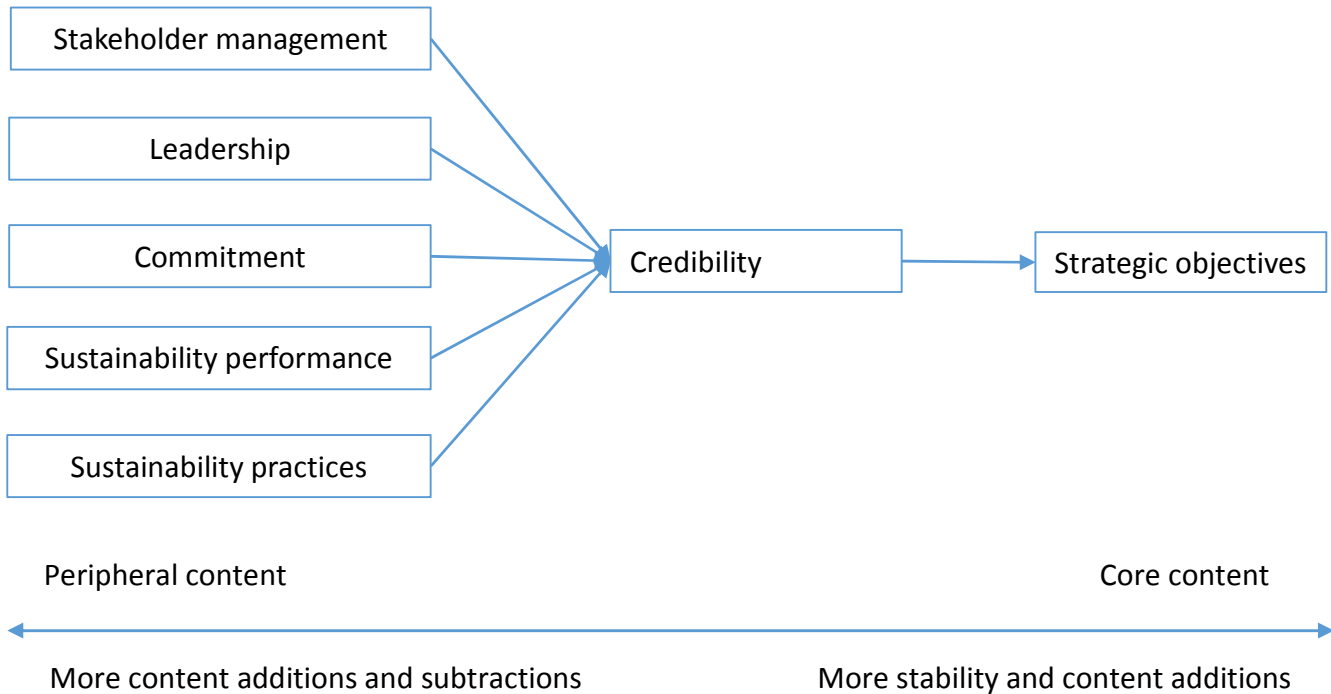 Stakeholder management
Leadership
Commitment
Credibility
Strategic objectives
Sustainability performance
Sustainability practices
Peripheral content
Core content
More content additions and subtractions
More stability and content additions